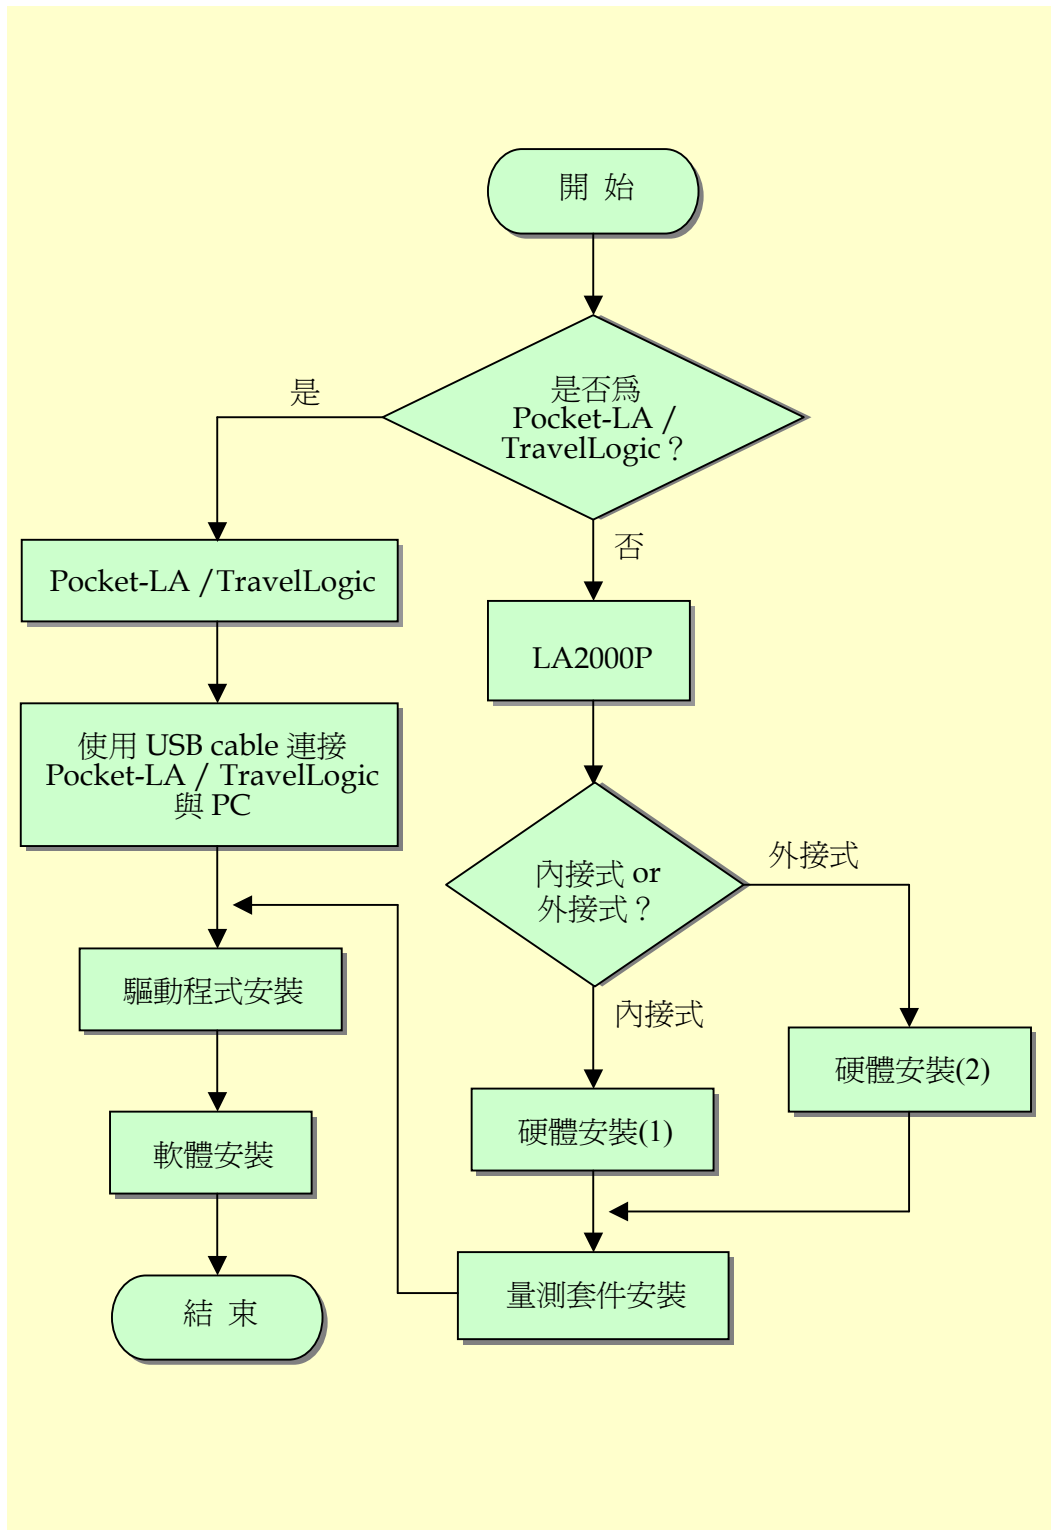 開 始
是否為
Pocket-LA /
TravelLogic？
是
否
Pocket-LA /TravelLogic
LA2000P
使用 USB cable 連接
Pocket-LA / TravelLogic
與 PC
內接式 or
外接式？
外接式
內接式
驅動程式安裝
硬體安裝(2)
硬體安裝(1)
軟體安裝
量測套件安裝
結 束